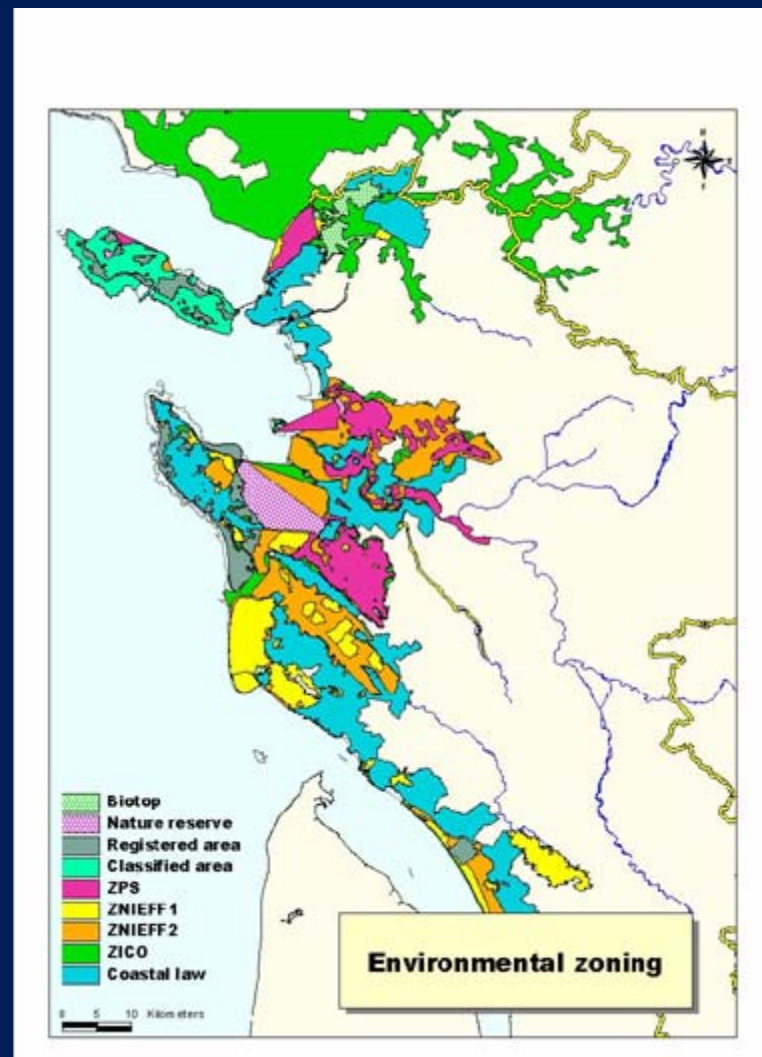 Biotop
Nature reserve
Registered area
Classified area
ZPS
ZNIEFF1
ZNIEFF2
ZICO
Coastal law
0 5 10 Kilometers
Environmental zoning